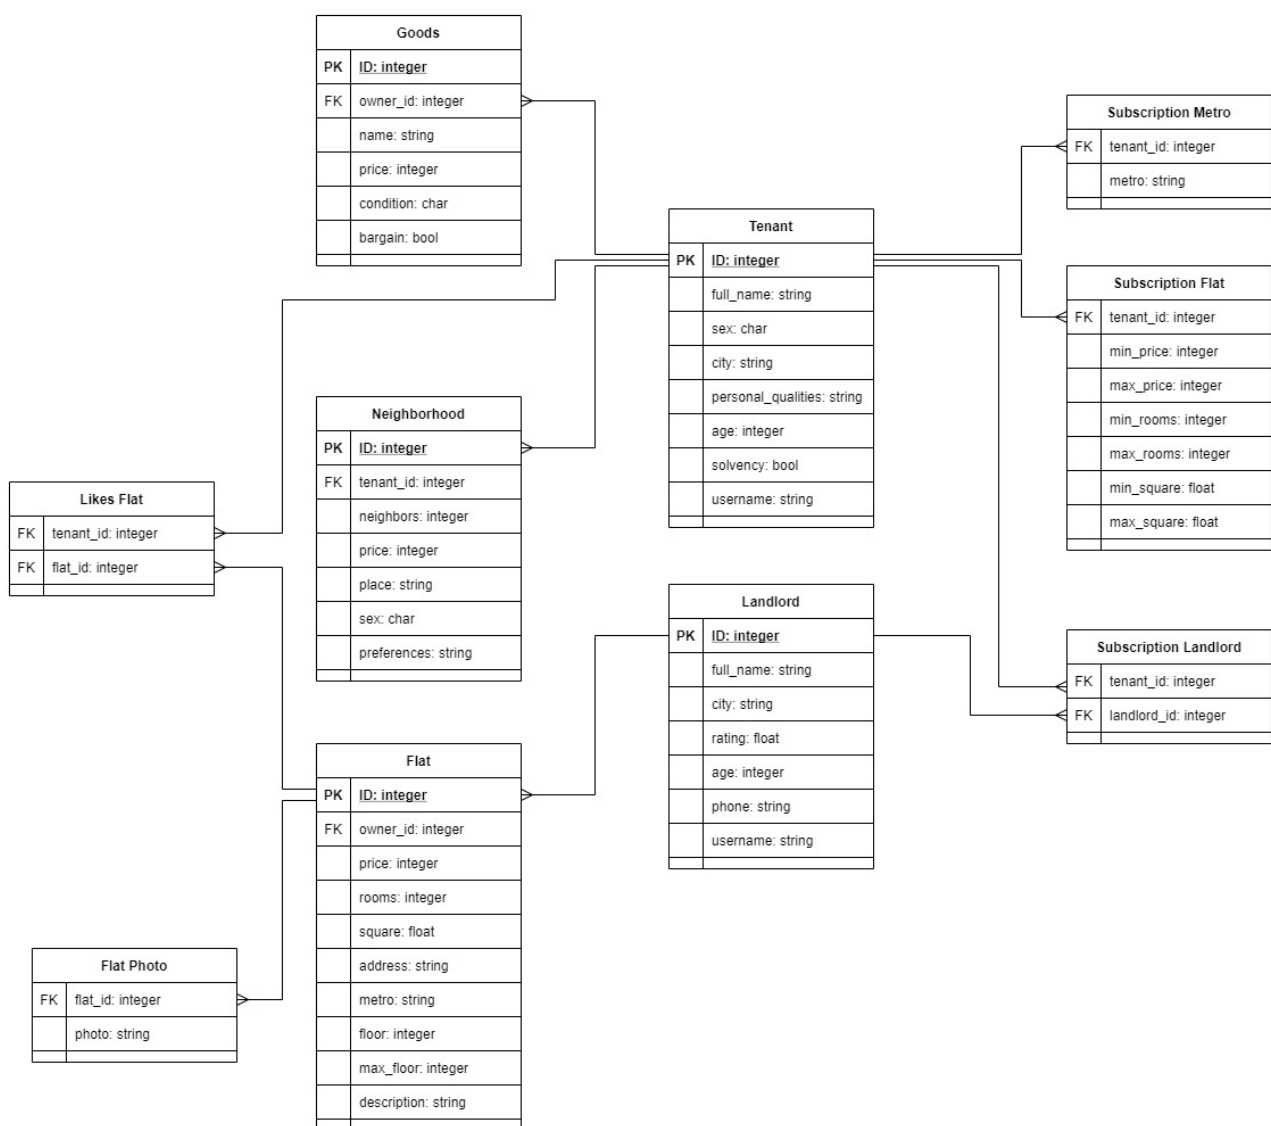 Goods
PK ID: integer
FK owner_id: integer
name: string
price: integer
condition: char
bargain: bool
Subscription Metro
FK tenant_id: integer
metro: string
Tenant
PK ID: integer
full_name: string
sex: char
city: string
personal_qualities: string
age: integer
solvency: bool
username: string
Subscription Flat
FK tenant_id: integer
min_price: integer
max_price: integer
min_rooms: integer
max_rooms: integer
min_square: float
max_square: float
Neighborhood
PK ID: integer
FK tenant_id: integer
neighbors: integer
price: integer
place: string
sex: char
preferences: string
Likes Flat
FK tenant_id: integer
FK flat_id: integer
Landlord
PK ID: integer
full_name: string
city: string
rating: float
age: integer
phone: string
username: string
Subscription Landlord
FK tenant_id: integer
FK landlord_id: integer
Flat
PK ID: integer
FK owner_id: integer
price: integer
rooms: integer
square: float
address: string
metro: string
floor: integer
max_floor: integer
description: string
Flat Photo
FK flat_id: integer
photo: string